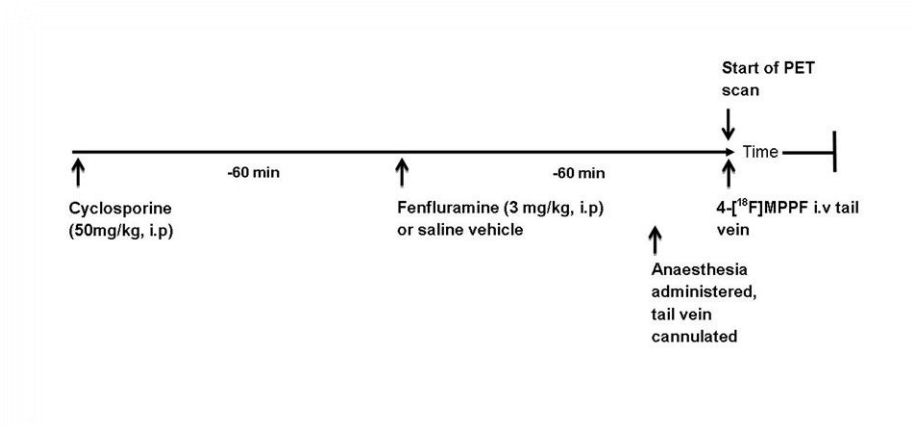 Start of PET
scan
Time
-60 min
-60 min
Cyclosporine
(50mg/kg, i.p)
Fenfluramine (3 mg/kg, i.p)
or saline vehicle
4-[¹⁸F]MPPF i.v tail
vein
Anaesthesia
administered,
tail vein
cannulated